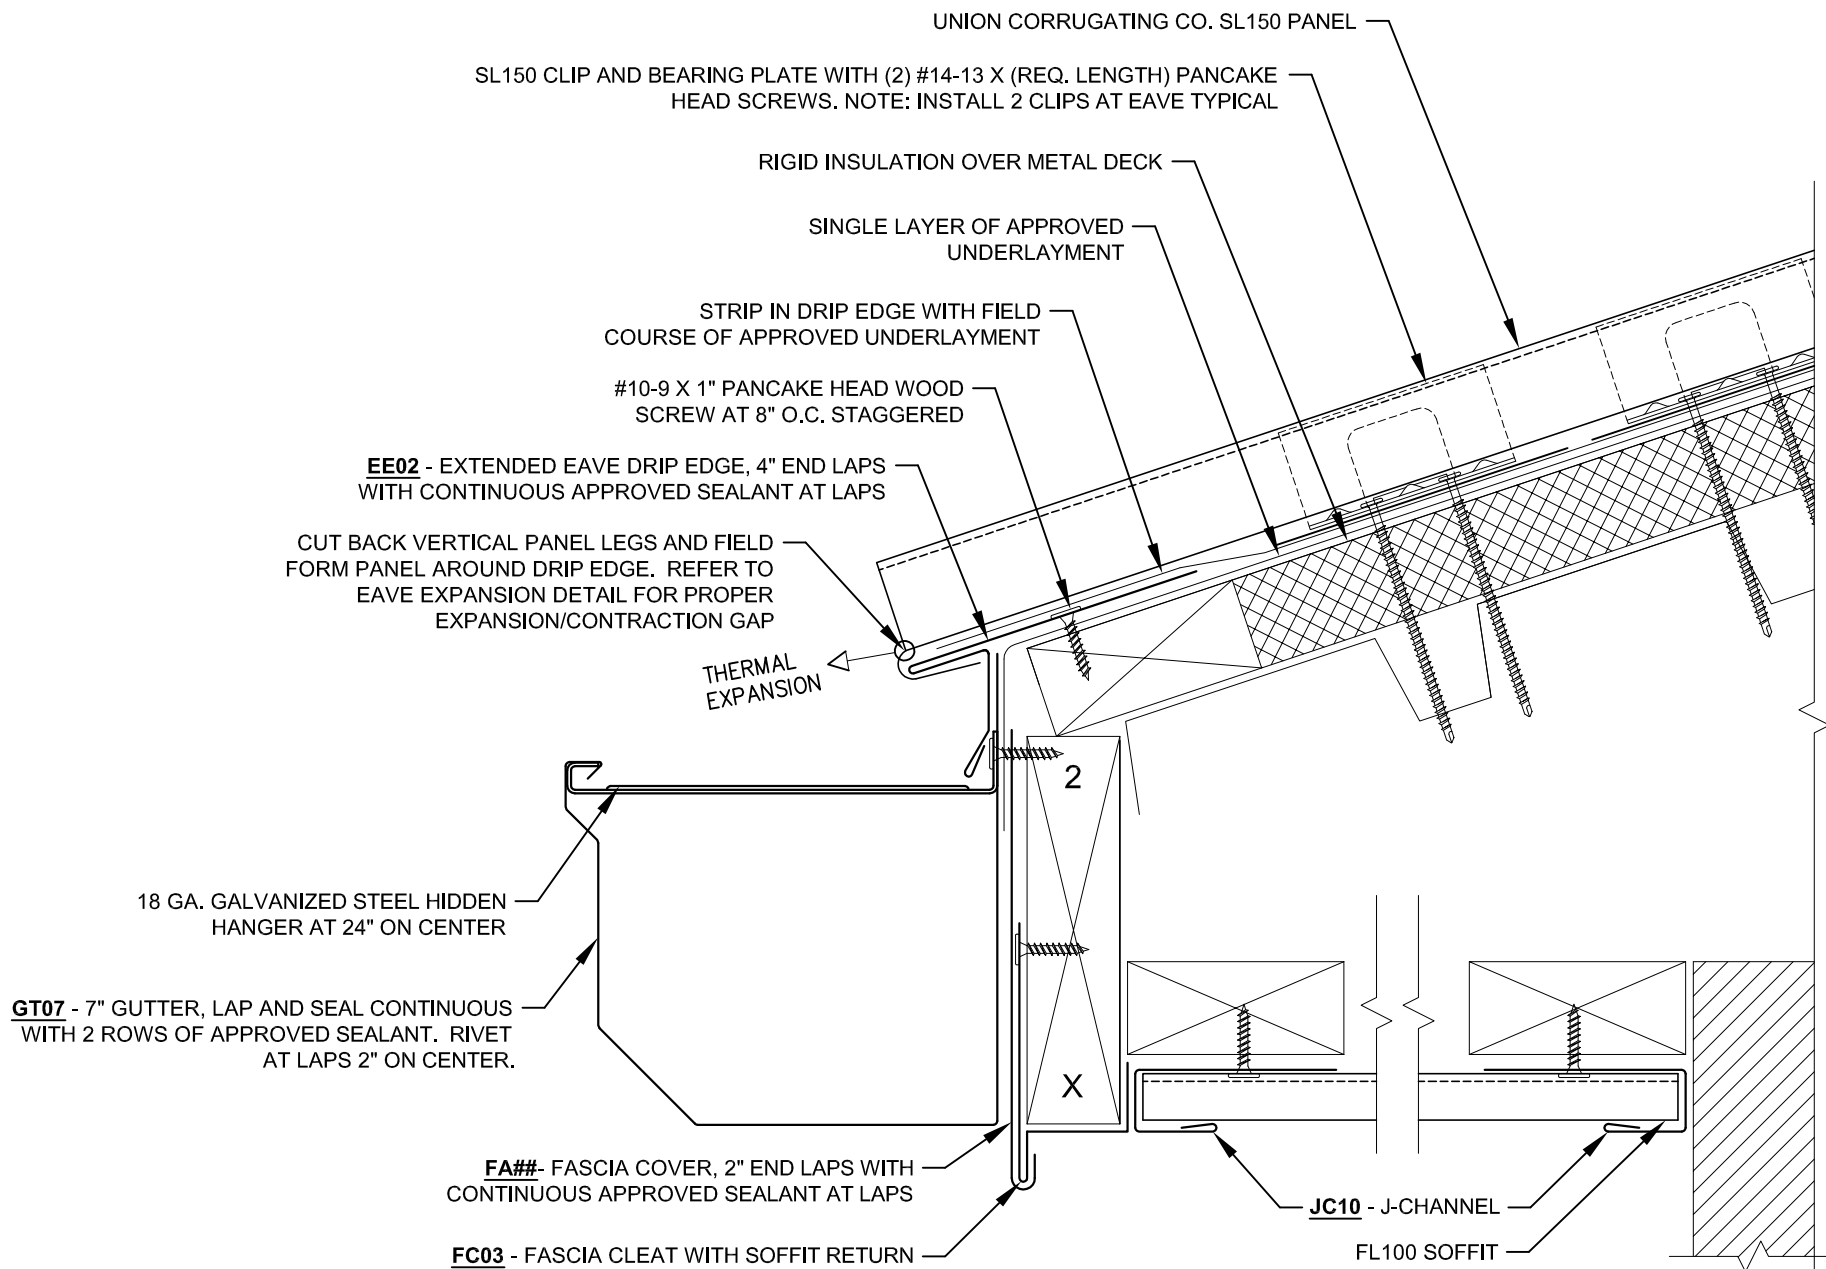 UNION CORRUGATING CO. SL150 PANEL
SL150 CLIP AND BEARING PLATE WITH (2) #14-13 X (REQ. LENGTH) PANCAKE
HEAD SCREWS. NOTE: INSTALL 2 CLIPS AT EAVE TYPICAL
RIGID INSULATION OVER METAL DECK
SINGLE LAYER OF APPROVED
UNDERLAYMENT
STRIP IN DRIP EDGE WITH FIELD
COURSE OF APPROVED UNDERLAYMENT
#10-9 X 1" PANCAKE HEAD WOOD
SCREW AT 8" O.C. STAGGERED
EE02 - EXTENDED EAVE DRIP EDGE, 4" END LAPS
WITH CONTINUOUS APPROVED SEALANT AT LAPS
CUT BACK VERTICAL PANEL LEGS AND FIELD
FORM PANEL AROUND DRIP EDGE. REFER TO
EAVE EXPANSION DETAIL FOR PROPER
EXPANSION/CONTRACTION GAP
THERMAL
EXPANSION
2
X
18 GA. GALVANIZED STEEL HIDDEN
HANGER AT 24" ON CENTER
GT07 - 7" GUTTER, LAP AND SEAL CONTINUOUS
WITH 2 ROWS OF APPROVED SEALANT. RIVET
AT LAPS 2" ON CENTER.
FA##- FASCIA COVER, 2" END LAPS WITH
CONTINUOUS APPROVED SEALANT AT LAPS
FC03 - FASCIA CLEAT WITH SOFFIT RETURN
JC10 - J-CHANNEL
FL100 SOFFIT